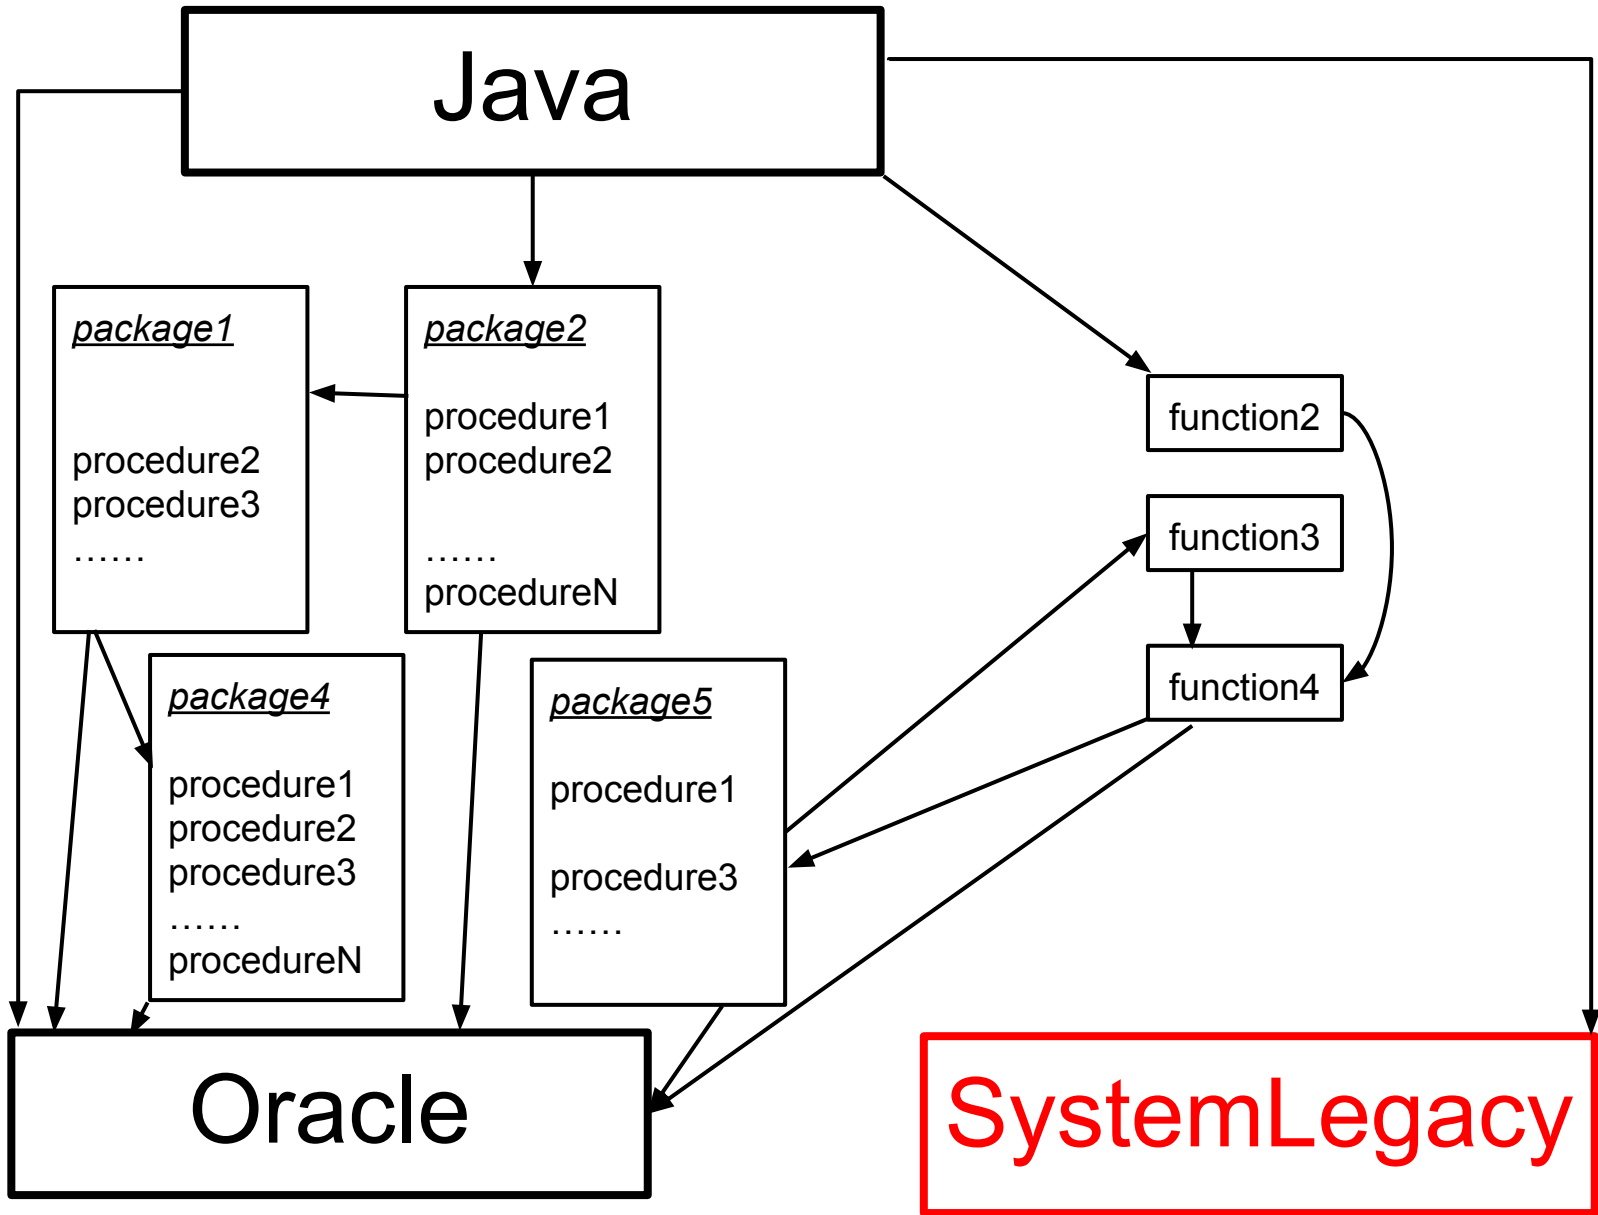 Java
package1
procedure2
procedure3
……
package2
procedure1
procedure2
……
procedureN
function2
function3
function4
package4
procedure1
procedure2
procedure3
……
procedureN
package5
procedure1
procedure3
……
Oracle
SystemLegacy